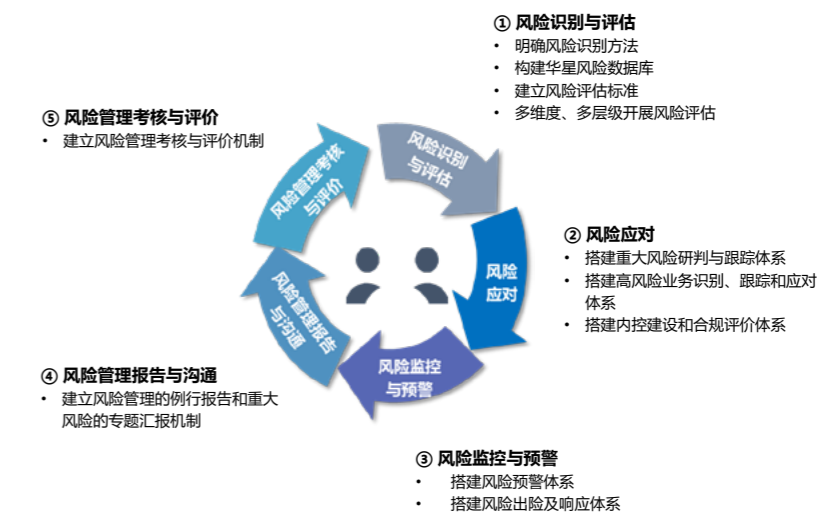 ① 风险识别与评估
• 明确风险识别方法
• 构建华星风险数据库
• 建立风险评估标准
• 多维度、多层级开展风险评估
⑤ 风险管理考核与评价
• 建立风险管理考核与评价机制
风险识别
与评估
风险管理考核
与评价
② 风险应对
• 搭建重大风险研判与跟踪体系
• 搭建高风险业务识别、跟踪和应对
体系
• 搭建内控建设和合规评价体系
风险
应对
风险管理报告
与沟通
风险监控
与预警
④ 风险管理报告与沟通
• 建立风险管理的例行报告和重大
风险的专题汇报机制
③ 风险监控与预警
• 搭建风险预警体系
• 搭建风险出险及响应体系